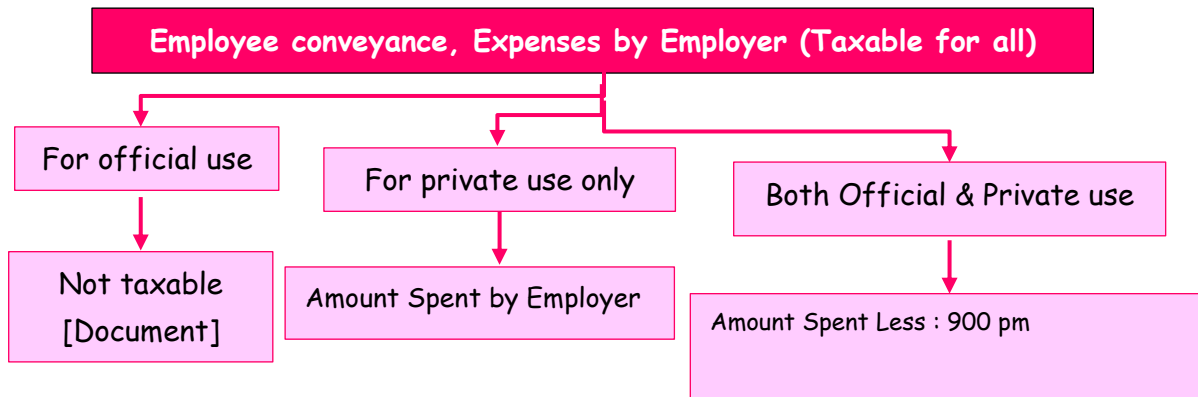 Employee conveyance, Expenses by Employer (Taxable for all)
For official use
For private use only
Both Official & Private use
Not taxable
[Document]
Amount Spent by Employer
Amount Spent Less : 900 pm